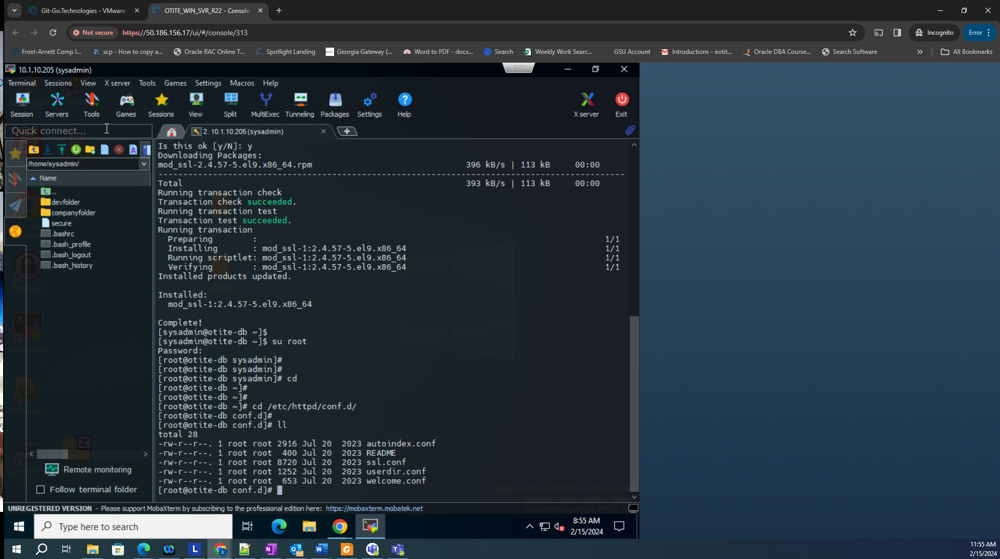 Git-Go.Technologies - VMware
OTITE_WIN_SVR_R22 - Console
Not secure
https://50.186.156.17/ui/#/console/313
Incognito
Error
Frost-Arnett Comp I...
scp - How to copy a...
Oracle RAC Online T...
Spotlight Landing
Georgia Gateway (...
Word to PDF - docx...
Search
Weekly Work Searc...
GSU Account
Introductions - eotit...
Oracle DBA Course...
Search Software
All Bookmarks
10.1.10.205 (sysadmin)
Terminal Sessions View X server Tools Games Settings Macros Help
Session Servers Tools Games Sessions View Split MultiExec Tunneling Packages Settings Help X server Exit
Quick connect...
2. 10.1.10.205 (sysadmin)
/home/sysadmin/
Name
..
devfolder
companyfolder
secure
.bashrc
.bash_profile
.bash_logout
.bash_history
Remote monitoring
Follow terminal folder
Is this ok [y/N]: y
Downloading Packages:
mod_ssl-2.4.57-5.el9.x86_64.rpm 396 kB/s | 113 kB 00:00
Total 393 kB/s | 113 kB 00:00
Running transaction check
Transaction check succeeded.
Running transaction test
Transaction test succeeded.
Running transaction
Preparing : 1/1
Installing : mod_ssl-1:2.4.57-5.el9.x86_64 1/1
Running scriptlet: mod_ssl-1:2.4.57-5.el9.x86_64 1/1
Verifying : mod_ssl-1:2.4.57-5.el9.x86_64 1/1
Installed products updated.
Installed:
mod_ssl-1:2.4.57-5.el9.x86_64
Complete!
[sysadmin@otite-db ~]$
[sysadmin@otite-db ~]$ su root
Password:
[root@otite-db sysadmin]#
[root@otite-db sysadmin]#
[root@otite-db sysadmin]# cd
[root@otite-db ~]#
[root@otite-db ~]#
[root@otite-db ~]# cd /etc/httpd/conf.d/
[root@otite-db conf.d]#
[root@otite-db conf.d]# ll
total 28
-rw-r--r--. 1 root root 2916 Jul 20 2023 autoindex.conf
-rw-r--r--. 1 root root 400 Jul 20 2023 README
-rw-r--r--. 1 root root 8720 Jul 20 2023 ssl.conf
-rw-r--r--. 1 root root 1252 Jul 20 2023 userdir.conf
-rw-r--r--. 1 root root 653 Jul 20 2023 welcome.conf
[root@otite-db conf.d]#
Windows Server 2022 Datacenter Evaluation
Windows License valid for 158 da
UNREGISTERED VERSION - Please support MobaXterm by subscribing to the professional edition here: https://mobaxterm.mobatek.net
Type here to search
8:55 AM
2/15/2024
11:55 AM
2/15/2024